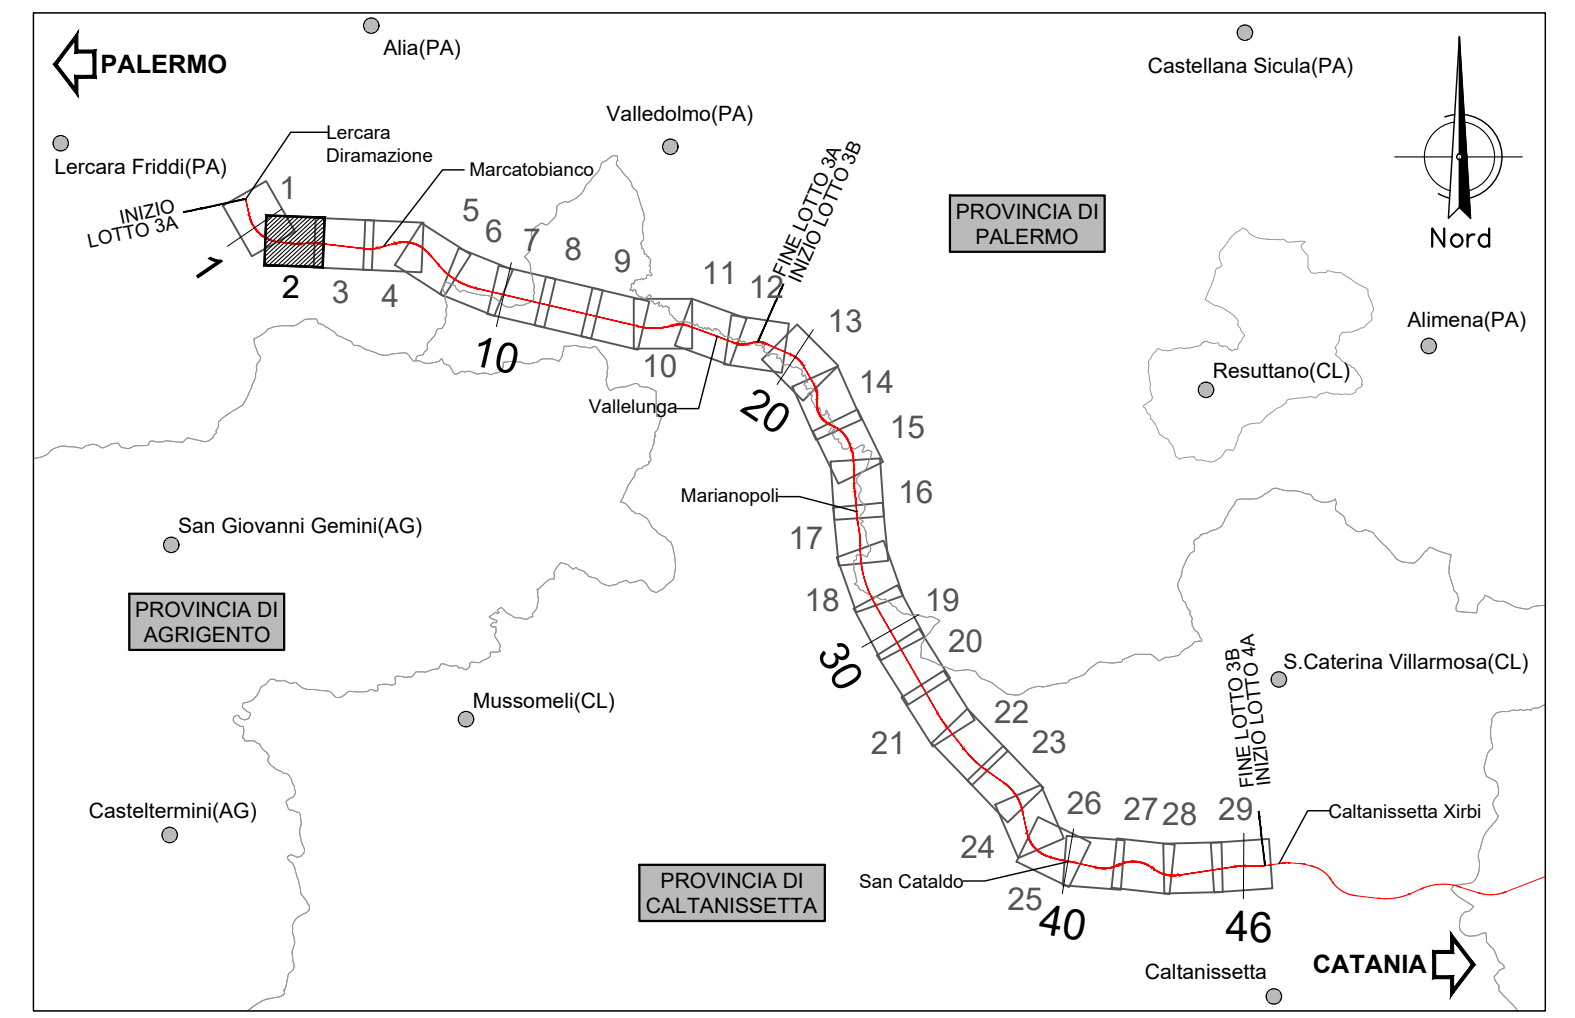 Alia(PA)
PALERMO
Castellana Sicula(PA)
Valledolmo(PA)
Lercara
Diramazione
Lercara Friddi(PA)
Marcatobianco
INIZIO
LOTTO 3A
FINE LOTTO 3A
INIZIO LOTTO 3B
PROVINCIA DI
PALERMO
Nord
1
1
2
3
4
5
6
7
8
9
10
10
11
12
13
14
15
20
Vallelunga
Alimena(PA)
Resuttano(CL)
Marianopoli
16
17
18
19
20
30
San Giovanni Gemini(AG)
PROVINCIA DI
AGRIGENTO
Mussomeli(CL)
S.Caterina Villarmosa(CL)
FINE LOTTO 3B
INIZIO LOTTO 4A
21
22
23
24
25
26
27
28
29
Casteltermini(AG)
Caltanissetta Xirbi
PROVINCIA DI
CALTANISSETTA
San Cataldo
40
46
Caltanissetta
CATANIA